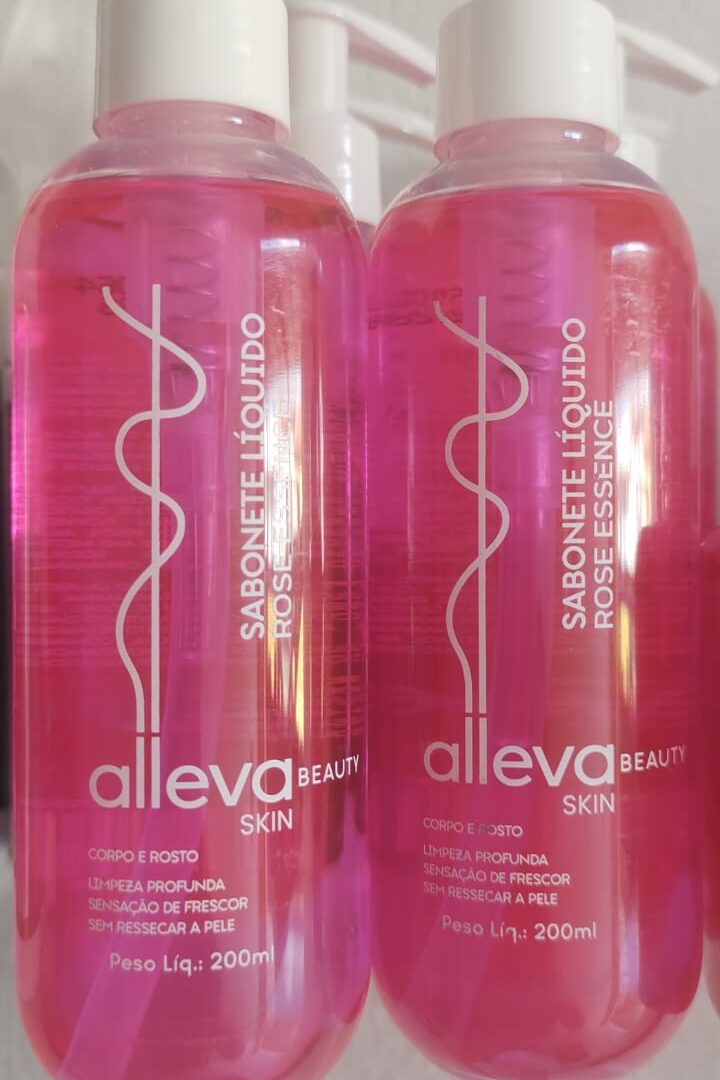 SABONETE LÍQUIDO
ROSE ESSENCE
alleva BEAUTY
SKIN
CORPO E ROSTO
LIMPEZA PROFUNDA
SENSAÇÃO DE FRESCOR
SEM RESSECAR A PELE
Peso Líq.: 200ml
SABONETE LÍQUIDO
ROSE ESSENCE
alleva BEAUTY
SKIN
CORPO E ROSTO
LIMPEZA PROFUNDA
SENSAÇÃO DE FRESCOR
SEM RESSECAR A PELE
Peso Líq.: 200ml